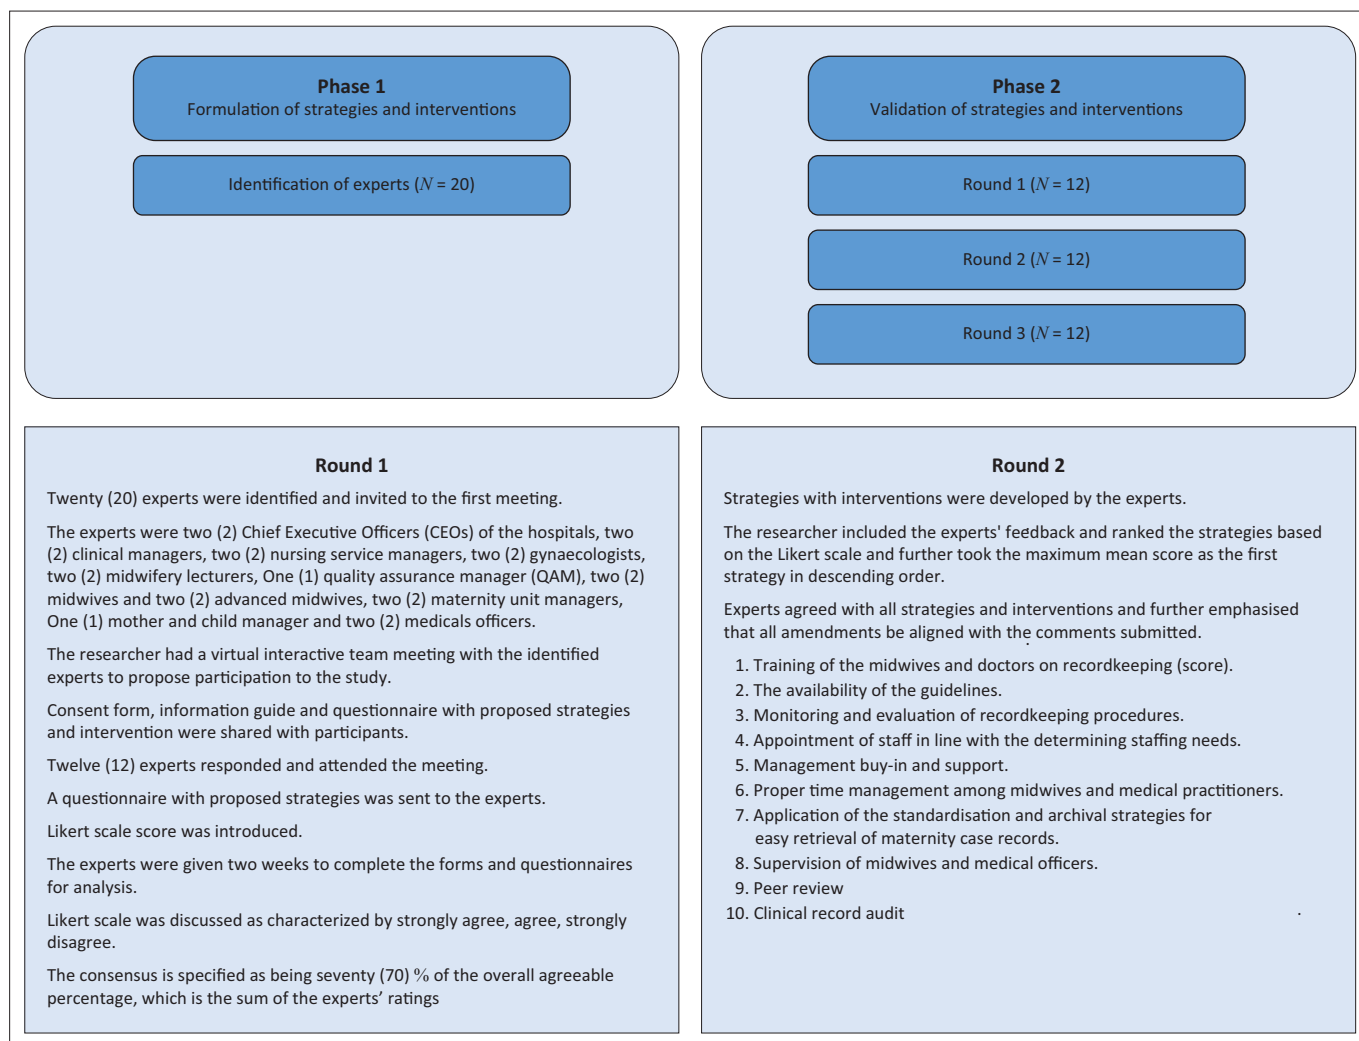 Phase 1
Formulation of strategies and interventions
Identification of experts (N = 20)
Phase 2
Validation of strategies and interventions
Round 1 (N = 12)
Round 2 (N = 12)
Round 3 (N = 12)
Round 1
Twenty (20) experts were identified and invited to the first meeting.
The experts were two (2) Chief Executive Officers (CEOs) of the hospitals, two
(2) clinical managers, two (2) nursing service managers, two (2) gynaecologists,
two (2) midwifery lecturers, One (1) quality assurance manager (QAM), two (2)
midwives and two (2) advanced midwives, two (2) maternity unit managers,
One (1) mother and child manager and two (2) medicals officers.
The researcher had a virtual interactive team meeting with the identified
experts to propose participation to the study.
Consent form, information guide and questionnaire with proposed strategies
and intervention were shared with participants.
Twelve (12) experts responded and attended the meeting.
A questionnaire with proposed strategies was sent to the experts.
Likert scale score was introduced.
The experts were given two weeks to complete the forms and questionnaires
for analysis.
Likert scale was discussed as characterized by strongly agree, agree, strongly
disagree.
The consensus is specified as being seventy (70) % of the overall agreeable
percentage, which is the sum of the experts’ ratings
Round 2
Strategies with interventions were developed by the experts.
The researcher included the experts' feedback and ranked the strategies based
on the Likert scale and further took the maximum mean score as the first
strategy in descending order.
Experts agreed with all strategies and interventions and further emphasised
that all amendments be aligned with the comments submitted.
1. Training of the midwives and doctors on recordkeeping (score).
2. The availability of the guidelines.
3. Monitoring and evaluation of recordkeeping procedures.
4. Appointment of staff in line with the determining staffing needs.
5. Management buy-in and support.
6. Proper time management among midwives and medical practitioners.
7. Application of the standardisation and archival strategies for
easy retrieval of maternity case records.
8. Supervision of midwives and medical officers.
9. Peer review
10. Clinical record audit